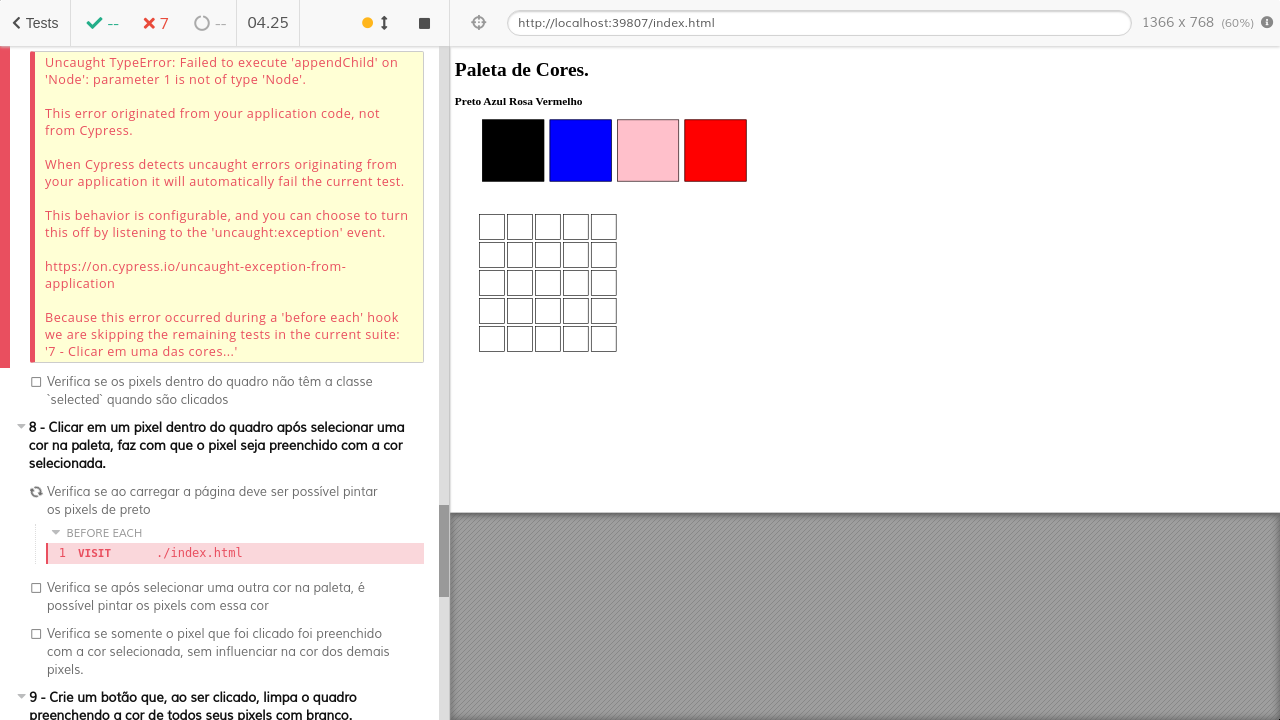 Tests
--
7
--
04.25
http://localhost:39807/index.html
1366 x 768 (60%)
Uncaught TypeError: Failed to execute 'appendChild' on
'Node': parameter 1 is not of type 'Node'.
This error originated from your application code, not
from Cypress.
When Cypress detects uncaught errors originating from
your application it will automatically fail the current test.
This behavior is configurable, and you can choose to turn
this off by listening to the 'uncaught:exception' event.
https://on.cypress.io/uncaught-exception-from-
application
Because this error occurred during a 'before each' hook
we are skipping the remaining tests in the current suite:
'7 - Clicar em uma das cores...'
Verifica se os pixels dentro do quadro não têm a classe
`selected` quando são clicados
8 - Clicar em um pixel dentro do quadro após selecionar uma
cor na paleta, faz com que o pixel seja preenchido com a cor
selecionada.
Verifica se ao carregar a página deve ser possível pintar
os pixels de preto
BEFORE EACH
1 VISIT ./index.html
Verifica se após selecionar uma outra cor na paleta, é
possível pintar os pixels com essa cor
Verifica se somente o pixel que foi clicado foi preenchido
com a cor selecionada, sem influenciar na cor dos demais
pixels.
9 - Crie um botão que, ao ser clicado, limpa o quadro
preenchendo a cor de todos seus pixels com branco.
Paleta de Cores.
Preto Azul Rosa Vermelho